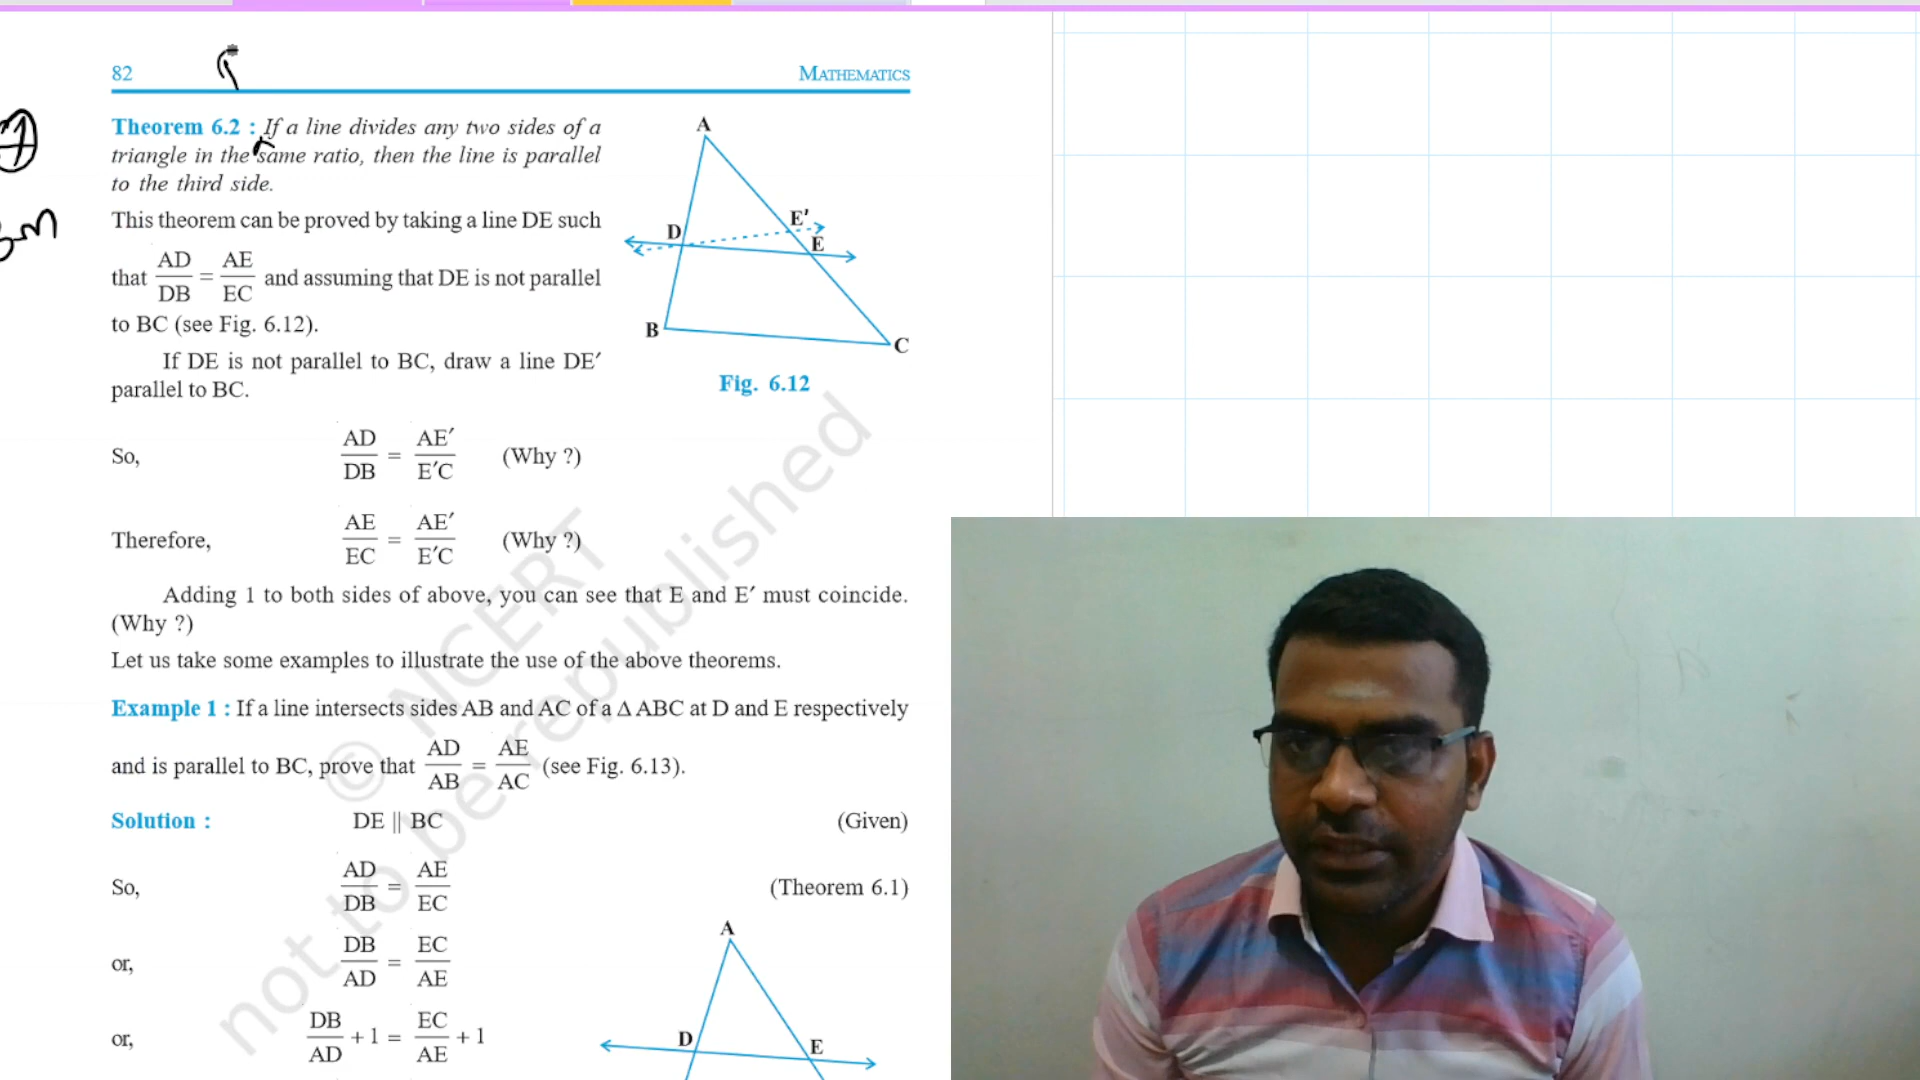 82
MATHEMATICS
Theorem 6.2 : If a line divides any two sides of a
triangle in the same ratio, then the line is parallel
to the third side.
This theorem can be proved by taking a line DE such
that AD/DB = AE/EC and assuming that DE is not parallel
to BC (see Fig. 6.12).
If DE is not parallel to BC, draw a line DE′
parallel to BC.
A
D
E′
E
B
C
Fig. 6.12
So, AD/DB = AE′/E′C (Why ?)
Therefore, AE/EC = AE′/E′C (Why ?)
Adding 1 to both sides of above, you can see that E and E′ must coincide.
(Why ?)
Let us take some examples to illustrate the use of the above theorems.
Example 1 : If a line intersects sides AB and AC of a Δ ABC at D and E respectively
and is parallel to BC, prove that AD/AB = AE/AC (see Fig. 6.13).
Solution : DE || BC (Given)
So, AD/DB = AE/EC (Theorem 6.1)
or, DB/AD = EC/AE
or, DB/AD + 1 = EC/AE + 1
A
D
E
© NCERT
not to be republished